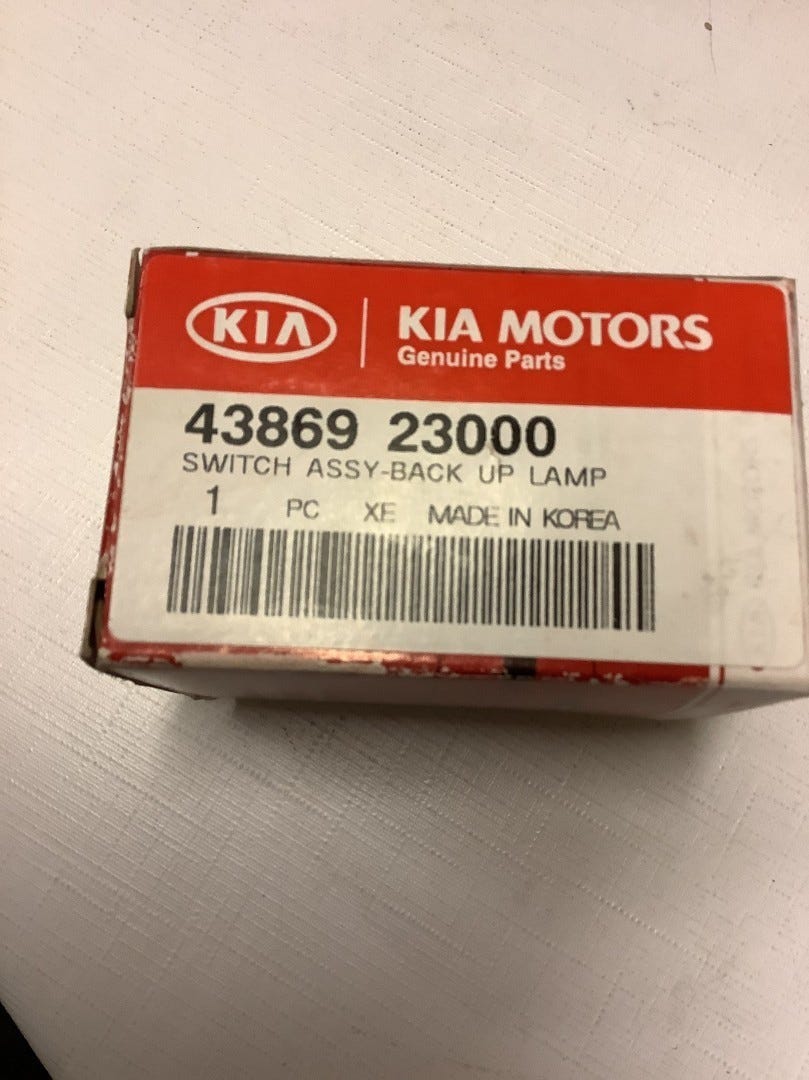 KIA
KIA MOTORS
Genuine Parts
43869 23000
SWITCH ASSY-BACK UP LAMP
1 PC XE MADE IN KOREA